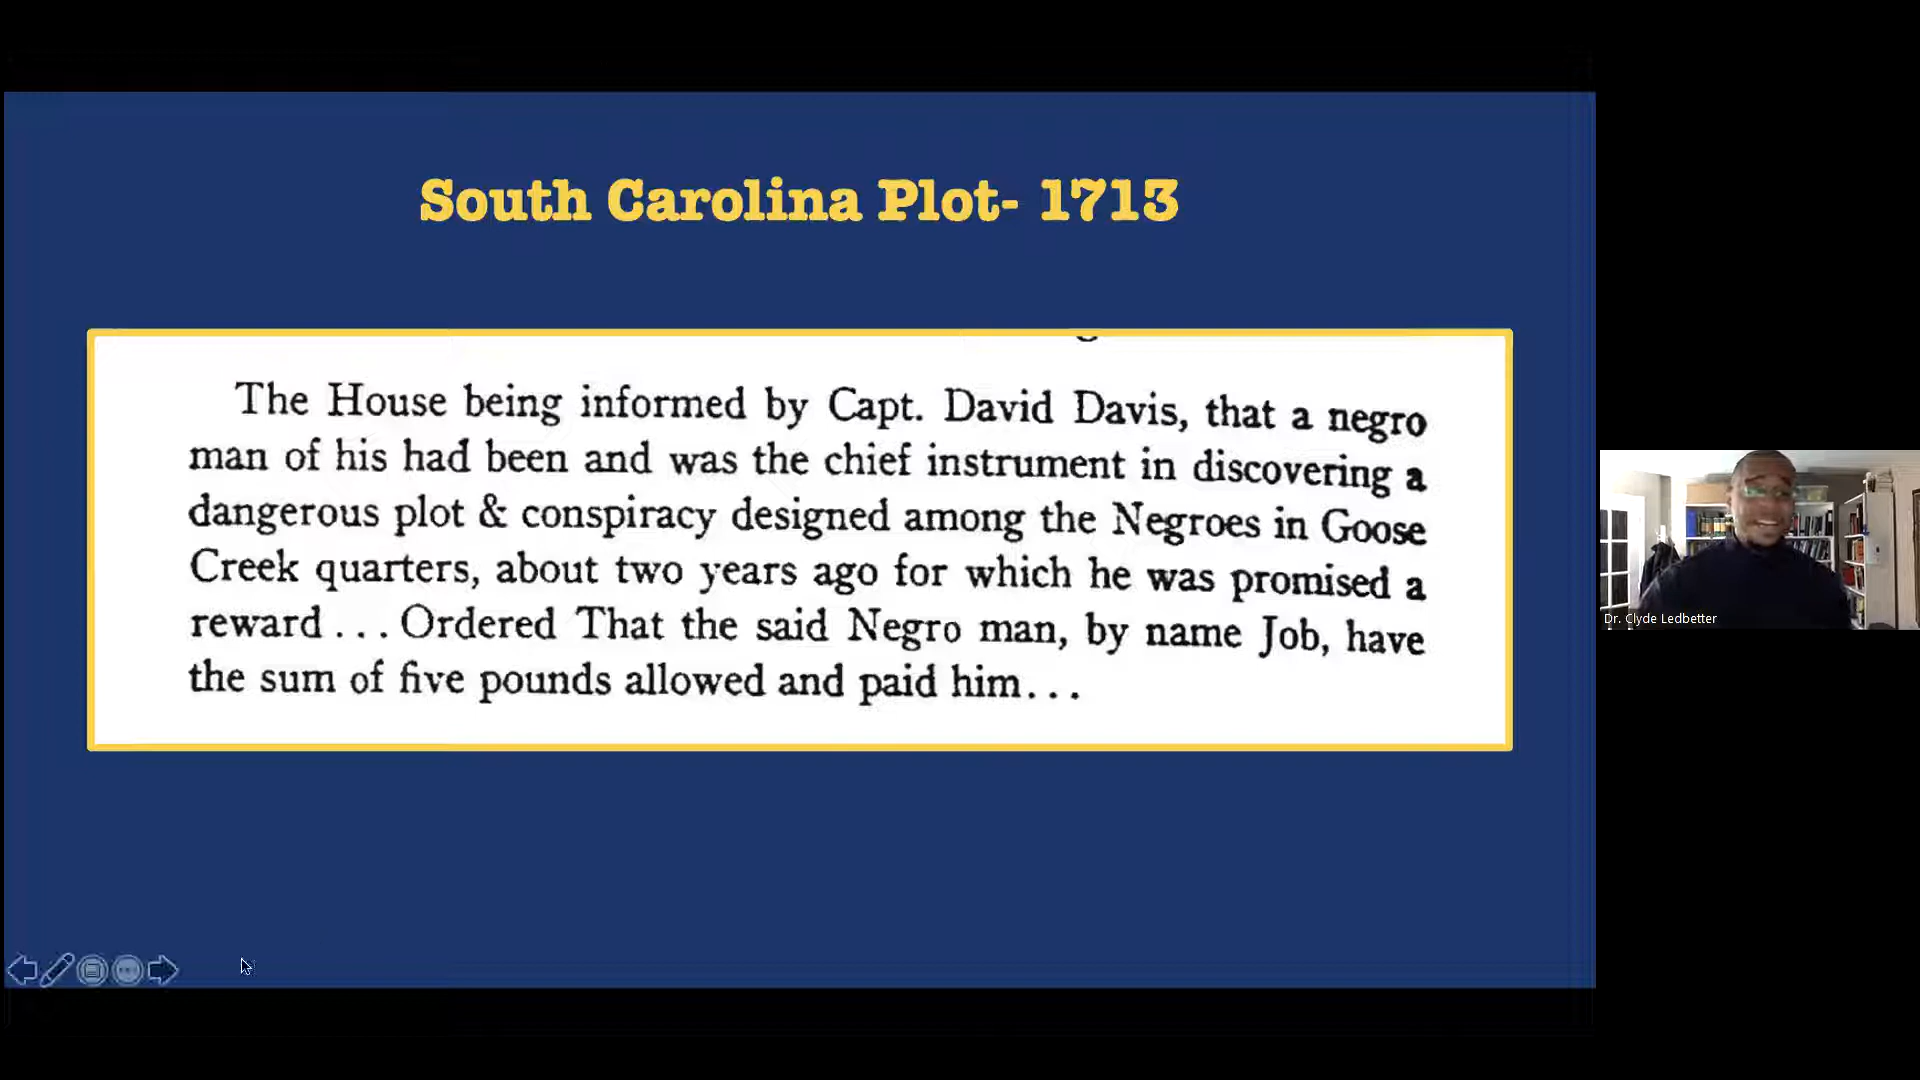 South Carolina Plot- 1713
The House being informed by Capt. David Davis, that a negro
man of his had been and was the chief instrument in discovering a
dangerous plot & conspiracy designed among the Negroes in Goose
Creek quarters, about two years ago for which he was promised a
reward . . . Ordered That the said Negro man, by name Job, have
the sum of five pounds allowed and paid him . . .
Dr. Clyde Ledbetter